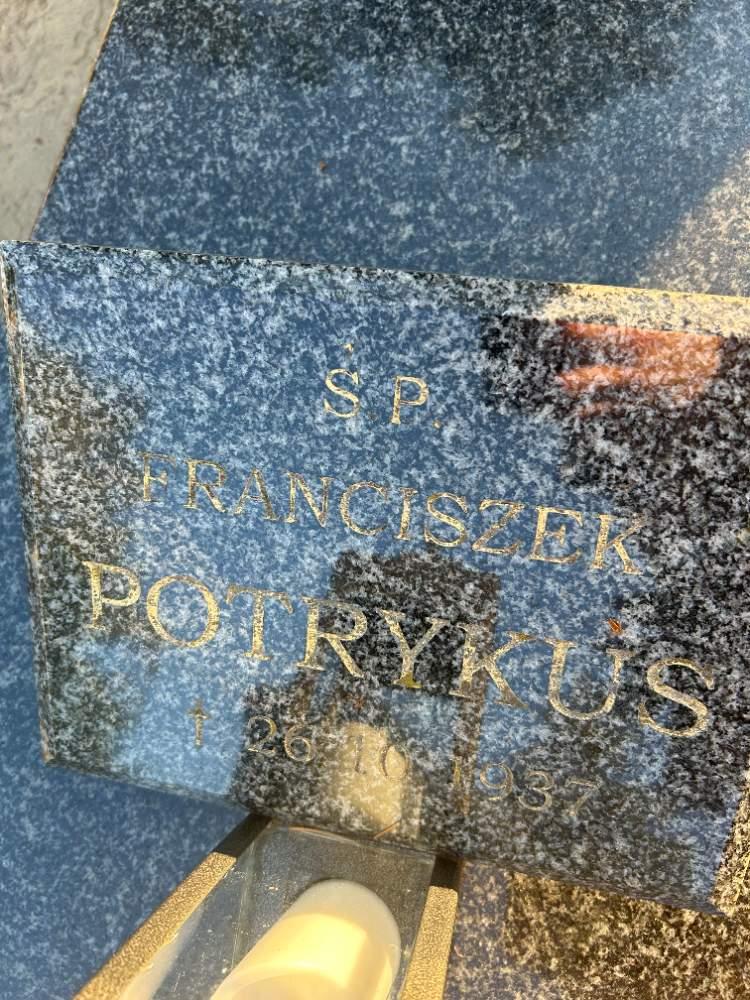 Ś.P.
FRANCISZEK
POTRYKUS
† 26 10 1937